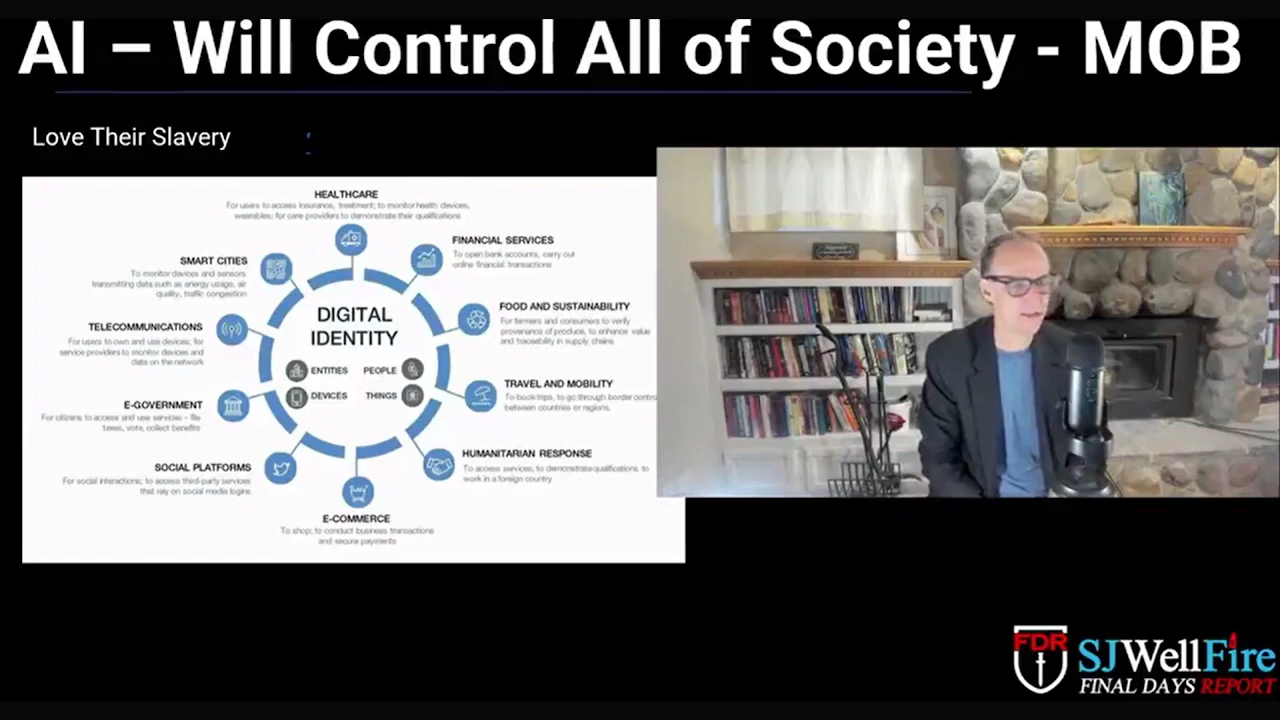 AI – Will Control All of Society - MOB
Love Their Slavery
HEALTHCARE
For users to access insurance, treatment; to monitor health devices,
wearables; for care providers to demonstrate their qualifications
FINANCIAL SERVICES
To open bank accounts, carry out
online financial transactions
SMART CITIES
To monitor devices and sensors
transmitting data such as energy usage, air
quality, traffic congestion
FOOD AND SUSTAINABILITY
For farmers and consumers to verify
provenance of produce, to enhance value
and traceability in supply chains
DIGITAL
IDENTITY
ENTITIES
PEOPLE
DEVICES
THINGS
TELECOMMUNICATIONS
For users to own and use devices; for
service providers to monitor devices and
data on the network
TRAVEL AND MOBILITY
To book trips, to go through border contro
between countries or regions.
E-GOVERNMENT
For citizens to access and use services – file
taxes, vote, collect benefits
HUMANITARIAN RESPONSE
To access services, to demonstrate qualifications to
work in a foreign country
SOCIAL PLATFORMS
For social interactions; to access third-party services
that rely on social media logins
E-COMMERCE
To shop; to conduct business transactions
and secure payments
FDR
SJWellFire
FINAL DAYS REPORT